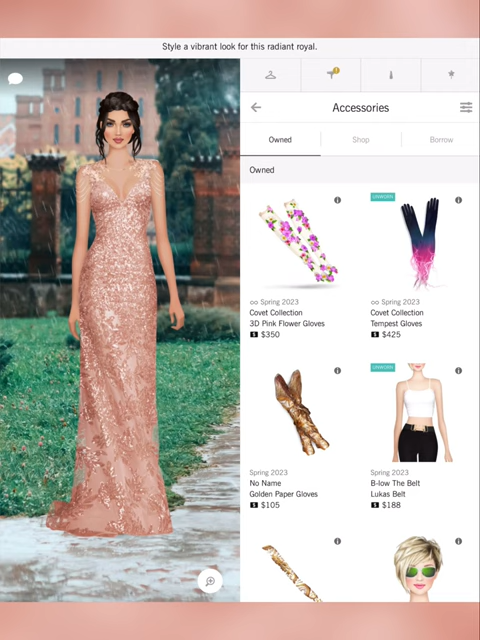 Style a vibrant look for this radiant royal.
Accessories
Owned
Shop
Borrow
Owned
UNWORN
Spring 2023
Covet Collection
3D Pink Flower Gloves
$ $350
Spring 2023
Covet Collection
Tempest Gloves
$ $425
UNWORN
Spring 2023
No Name
Golden Paper Gloves
$ $105
Spring 2023
B-low The Belt
Lukas Belt
$ $188